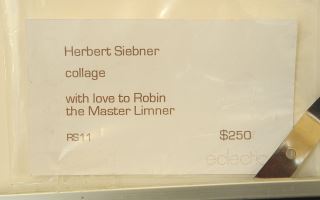 Herbert Siebner
collage
with love to Robin
the Master Limner
RS11
$250
eclectic